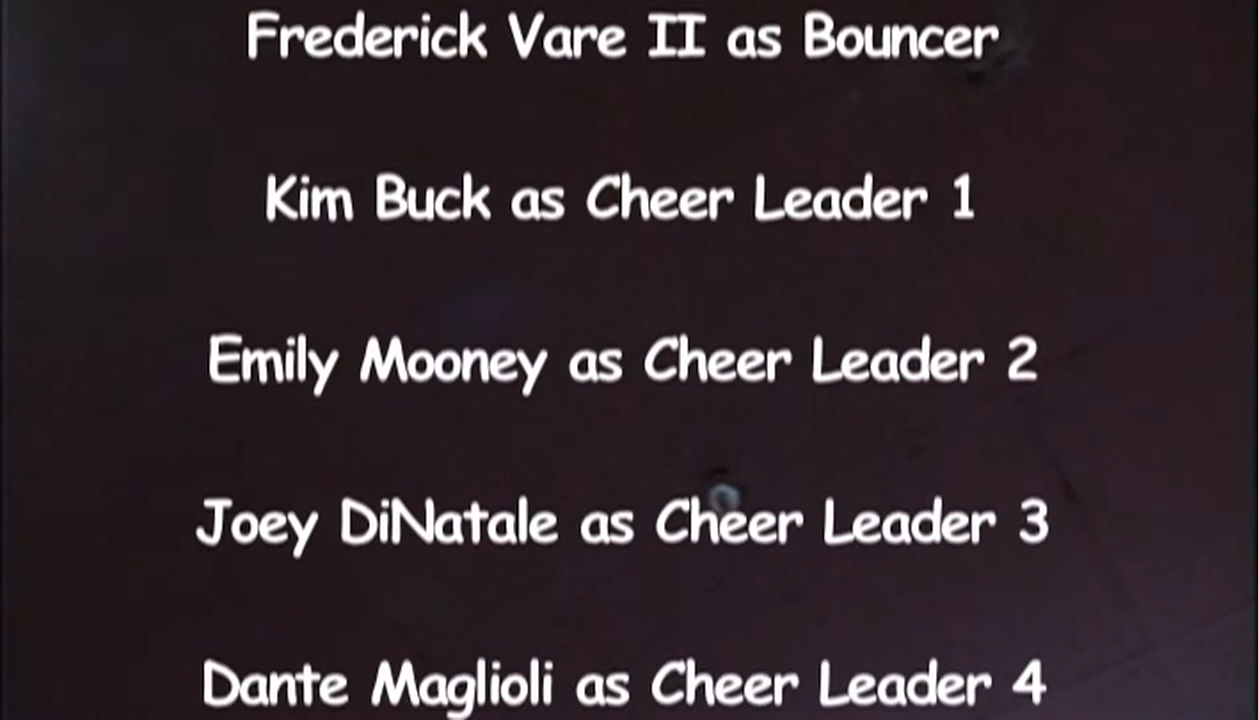 Frederick Vare II as Bouncer
Kim Buck as Cheer Leader 1
Emily Mooney as Cheer Leader 2
Joey DiNatale as Cheer Leader 3
Dante Maglioli as Cheer Leader 4